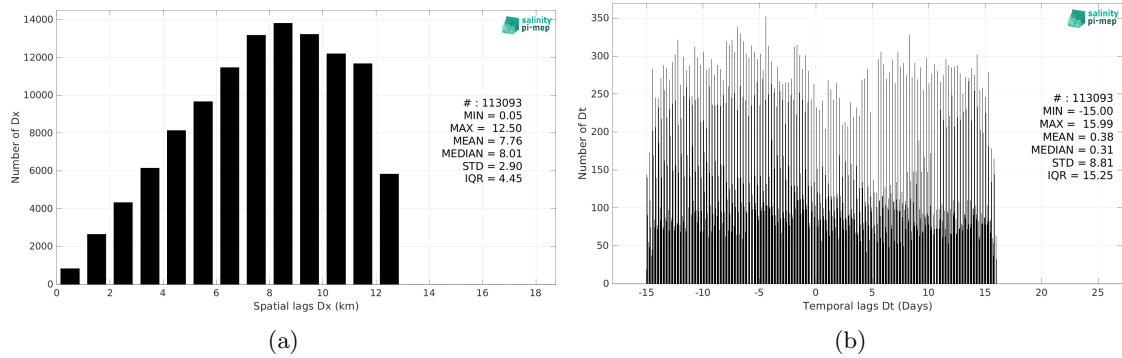 14000
12000
10000
8000
6000
4000
2000
0
Number of Dx
0 2 4 6 8 10 12 14 16 18
Spatial lags Dx (km)
salinity
pi-mep
# : 113093
MIN = 0.05
MAX = 12.50
MEAN = 7.76
MEDIAN = 8.01
STD = 2.90
IQR = 4.45
(a)
350
300
250
200
150
100
50
0
Number of Dt
-15 -10 -5 0 5 10 15 20 25
Temporal lags Dt (Days)
salinity
pi-mep
# : 113093
MIN = -15.00
MAX = 15.99
MEAN = 0.38
MEDIAN = 0.31
STD = 8.81
IQR = 15.25
(b)